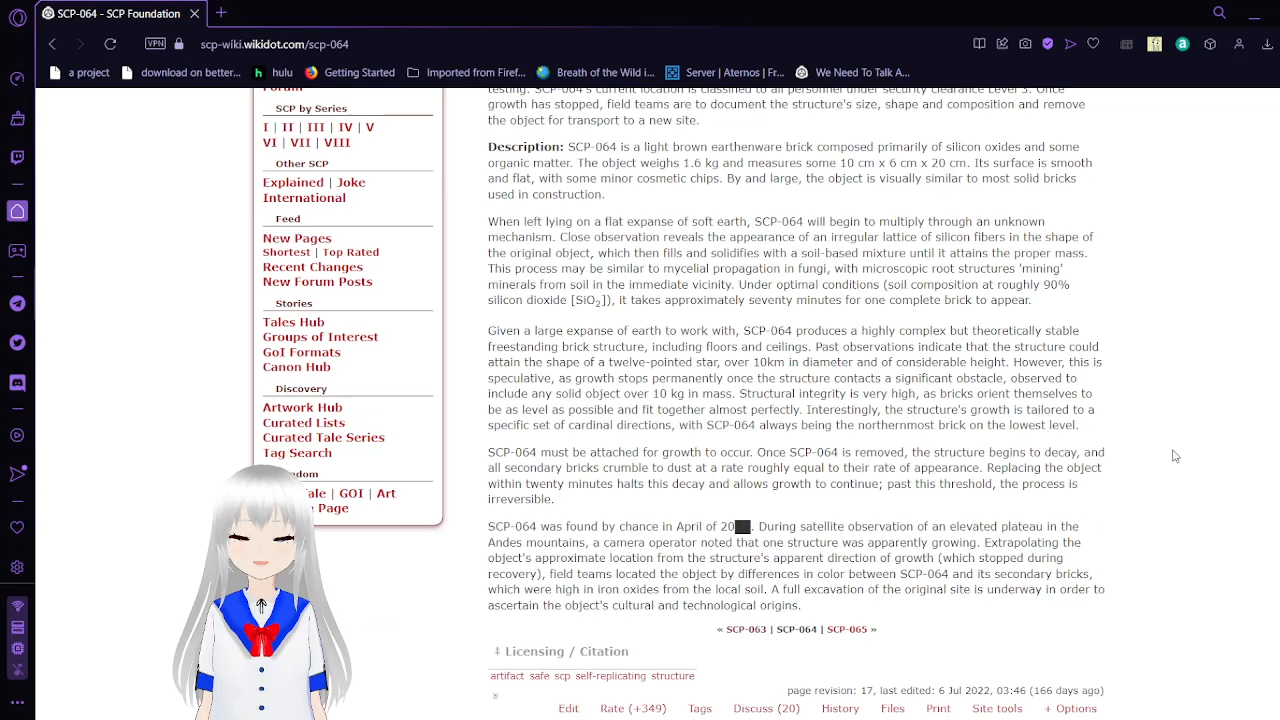 SCP-064 - SCP Foundation
VPN
scp-wiki.wikidot.com/scp-064
a project
download on better...
hulu
Getting Started
Imported from Firef...
Breath of the Wild i...
Server | Aternos | Fr...
We Need To Talk A...
SCP by Series
I | II | III | IV | V
VI | VII | VIII
Other SCP
Explained | Joke
International
Feed
New Pages
Shortest | Top Rated
Recent Changes
New Forum Posts
Stories
Tales Hub
Groups of Interest
GoI Formats
Canon Hub
Discovery
Artwork Hub
Curated Lists
Curated Tale Series
Tag Search
| GOI | Art
Page
testing. SCP-064's current location is classified to all personnel under security clearance Level 3. Once
growth has stopped, field teams are to document the structure's size, shape and composition and remove
the object for transport to a new site.
Description: SCP-064 is a light brown earthenware brick composed primarily of silicon oxides and some
organic matter. The object weighs 1.6 kg and measures some 10 cm x 6 cm x 20 cm. Its surface is smooth
and flat, with some minor cosmetic chips. By and large, the object is visually similar to most solid bricks
used in construction.
When left lying on a flat expanse of soft earth, SCP-064 will begin to multiply through an unknown
mechanism. Close observation reveals the appearance of an irregular lattice of silicon fibers in the shape of
the original object, which then fills and solidifies with a soil-based mixture until it attains the proper mass.
This process may be similar to mycelial propagation in fungi, with microscopic root structures 'mining'
minerals from soil in the immediate vicinity. Under optimal conditions (soil composition at roughly 90%
silicon dioxide [SiO2]), it takes approximately seventy minutes for one complete brick to appear.
Given a large expanse of earth to work with, SCP-064 produces a highly complex but theoretically stable
freestanding brick structure, including floors and ceilings. Past observations indicate that the structure could
attain the shape of a twelve-pointed star, over 10km in diameter and of considerable height. However, this is
speculative, as growth stops permanently once the structure contacts a significant obstacle, observed to
include any solid object over 10 kg in mass. Structural integrity is very high, as bricks orient themselves to
be as level as possible and fit together almost perfectly. Interestingly, the structure's growth is tailored to a
specific set of cardinal directions, with SCP-064 always being the northernmost brick on the lowest level.
SCP-064 must be attached for growth to occur. Once SCP-064 is removed, the structure begins to decay, and
all secondary bricks crumble to dust at a rate roughly equal to their rate of appearance. Replacing the object
within twenty minutes halts this decay and allows growth to continue; past this threshold, the process is
irreversible.
SCP-064 was found by chance in April of 20██. During satellite observation of an elevated plateau in the
Andes mountains, a camera operator noted that one structure was apparently growing. Extrapolating the
object's approximate location from the structure's apparent direction of growth (which stopped during
recovery), field teams located the object by differences in color between SCP-064 and its secondary bricks,
which were high in iron oxides from the local soil. A full excavation of the original site is underway in order to
ascertain the object's cultural and technological origins.
« SCP-063 | SCP-064 | SCP-065 »
‡ Licensing / Citation
artifact safe scp self-replicating structure
page revision: 17, last edited: 6 Jul 2022, 03:46 (166 days ago)
Edit Rate (+349) Tags Discuss (20) History Files Print Site tools + Options